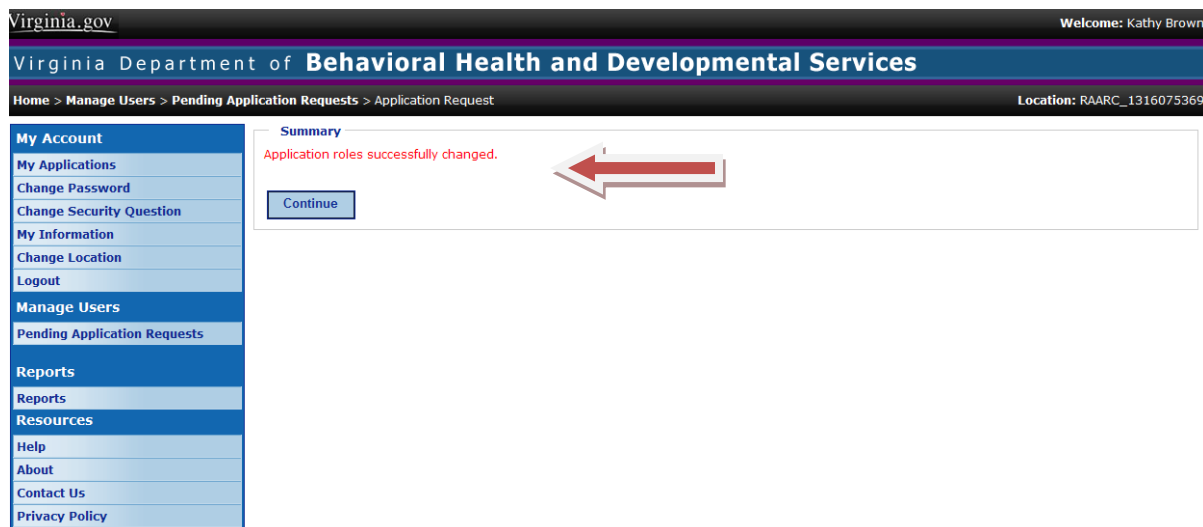 Virginia.gov
Welcome: Kathy Brown
Virginia Department of Behavioral Health and Developmental Services
Home > Manage Users > Pending Application Requests > Application Request
Location: RAARC_1316075369
My Account
My Applications
Change Password
Change Security Question
My Information
Change Location
Logout
Manage Users
Pending Application Requests
Reports
Reports
Resources
Help
About
Contact Us
Privacy Policy
Summary
Application roles successfully changed.
Continue